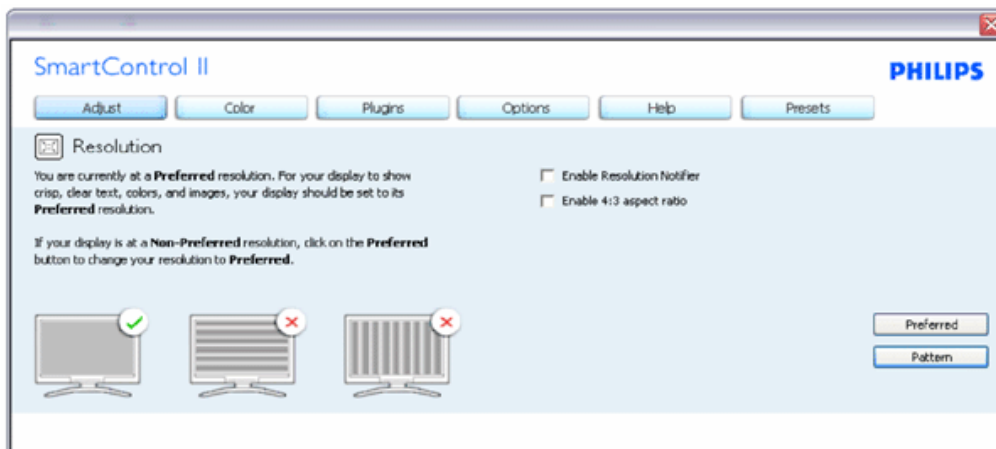 SmartControl II
PHILIPS
Adjust
Color
Plugins
Options
Help
Presets
Resolution
You are currently at a Preferred resolution. For your display to show
crisp, clear text, colors, and images, your display should be set to its
Preferred resolution.
If your display is at a Non-Preferred resolution, click on the Preferred
button to change your resolution to Preferred.
Enable Resolution Notifier
Enable 4:3 aspect ratio
Preferred
Pattern